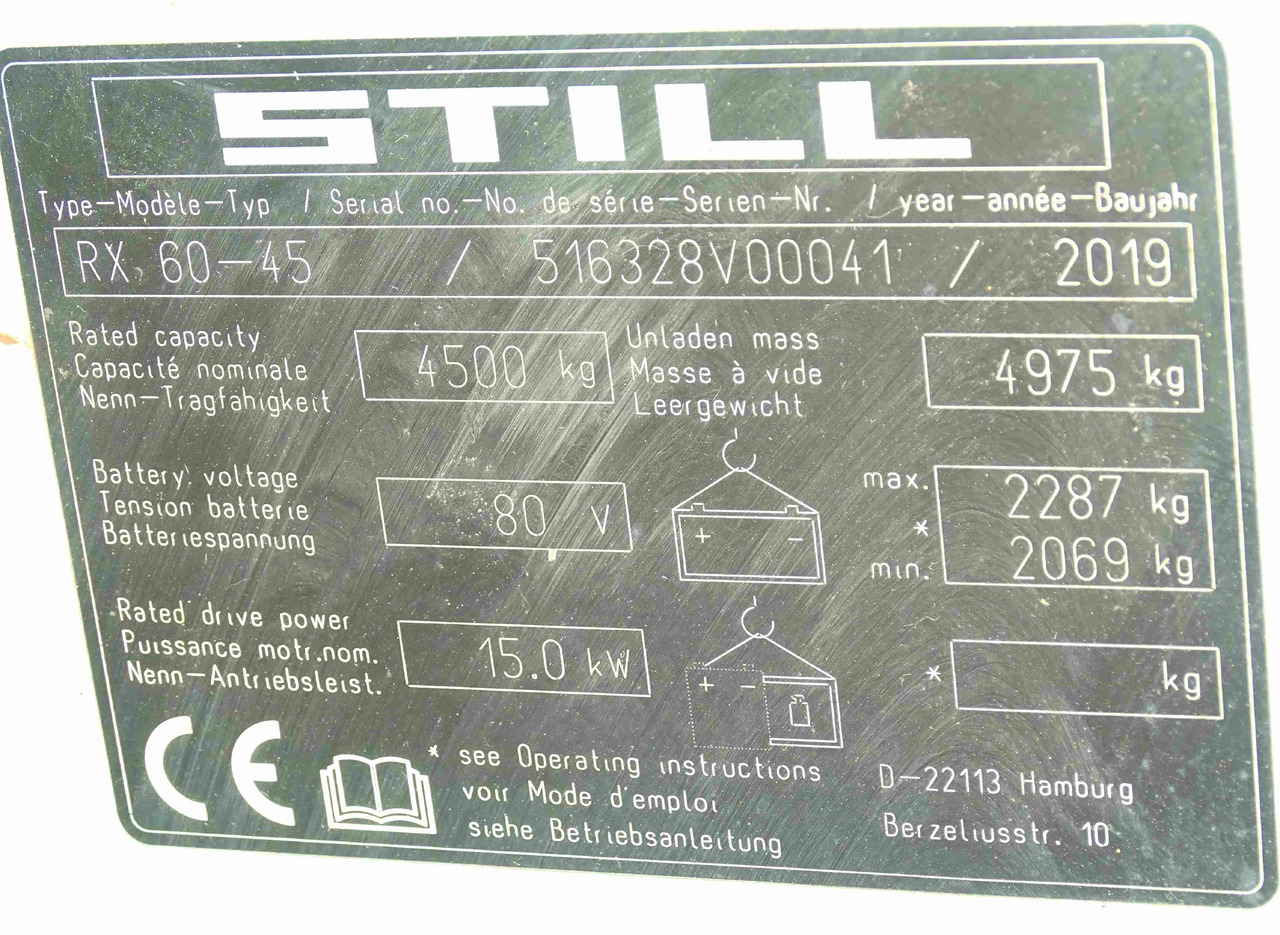 STILL
Type-Modèle-Typ / Serial no.-No. de série-Serien-Nr. / year-année-Baujahr
RX 60-45 / 516328V00041 / 2019
Rated capacity
Capacité nominale
Nenn-Tragfähigkeit
4500 kg
Unladen mass
Masse à vide
Leergewicht
4975 kg
Battery voltage
Tension batterie
Batteriespannung
80 V
+ -
max. 2287 kg
*
min. 2069 kg
Rated drive power
Puissance motr.nom.
Nenn-Antriebsleist.
15.0 kW
+ -
* kg
CE
* see Operating instructions
voir Mode d'emploi
siehe Betriebsanleitung
D-22113 Hamburg
Berzeliusstr. 10